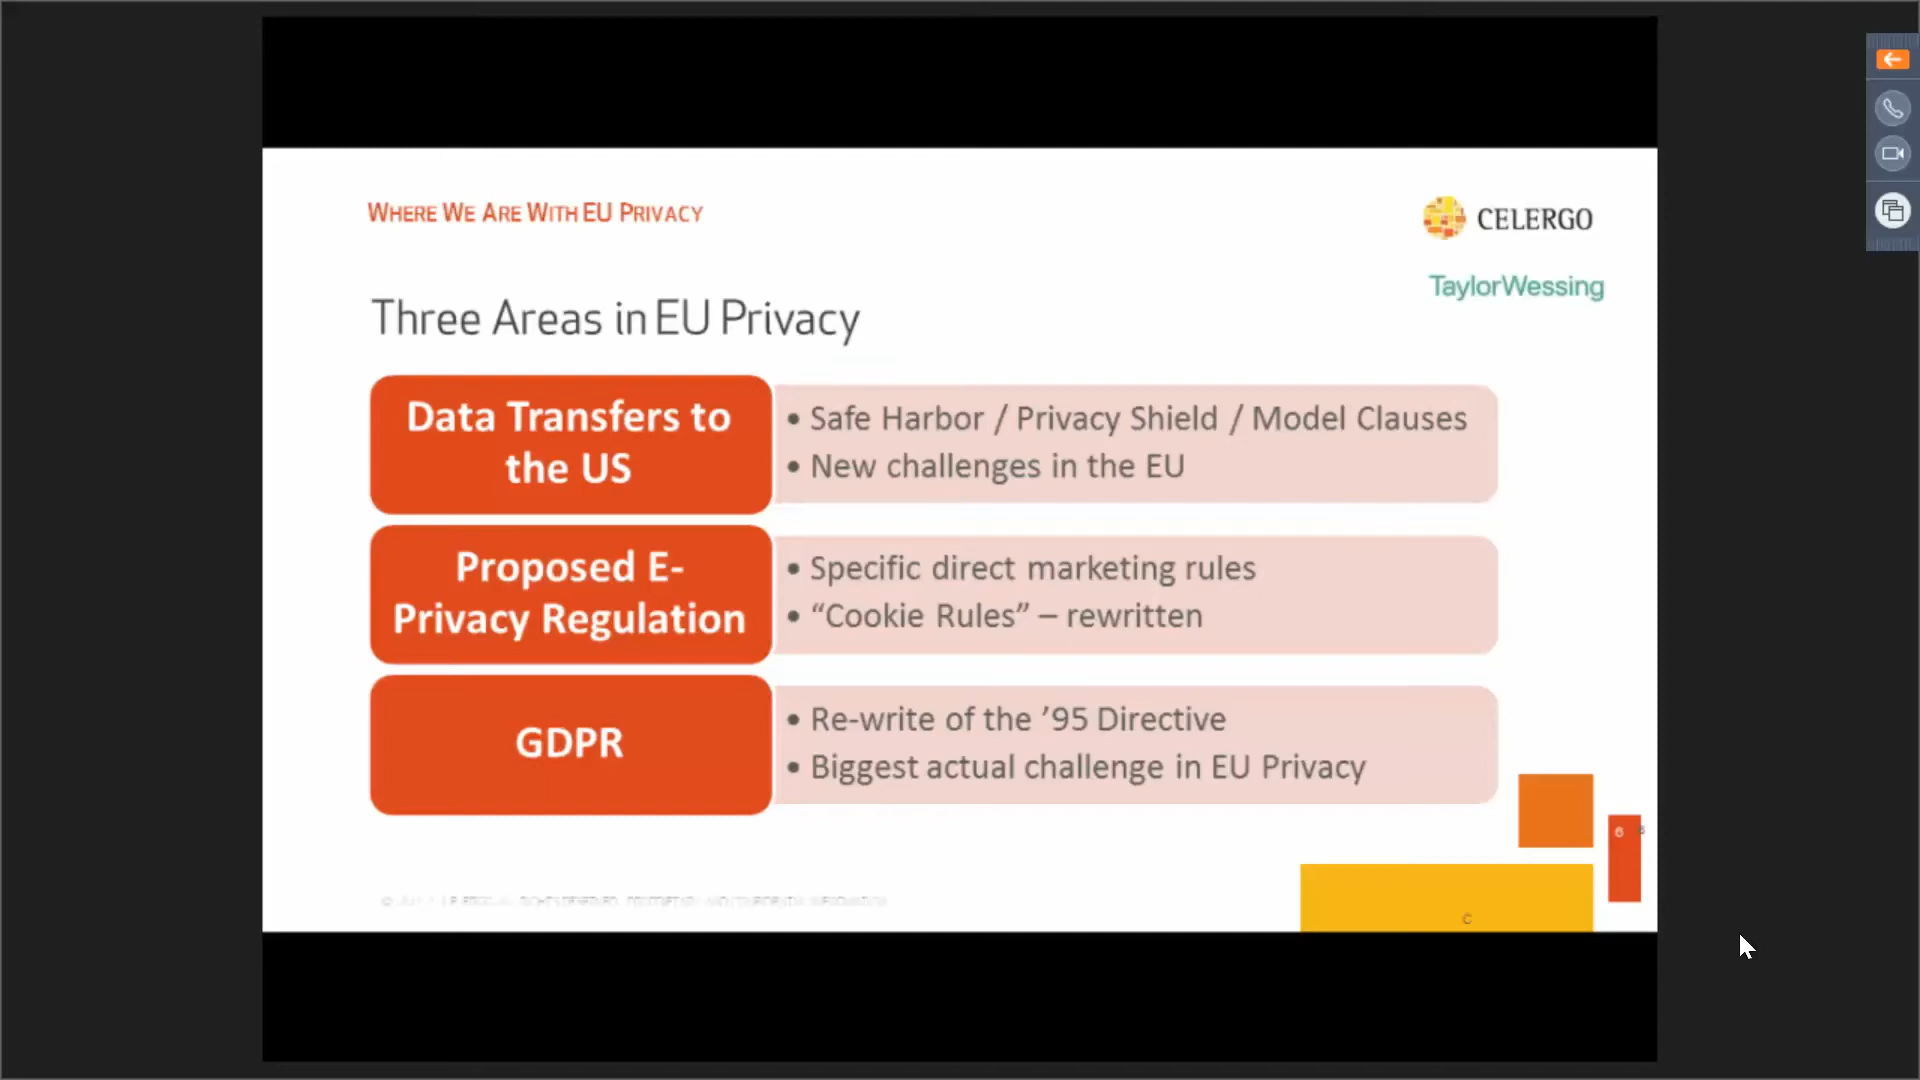 WHERE WE ARE WITH EU PRIVACY
CELERGO
TaylorWessing
Three Areas in EU Privacy
Data Transfers to
the US
• Safe Harbor / Privacy Shield / Model Clauses
• New challenges in the EU
Proposed E-
Privacy Regulation
• Specific direct marketing rules
• “Cookie Rules” – rewritten
GDPR
• Re-write of the ’95 Directive
• Biggest actual challenge in EU Privacy
6
C